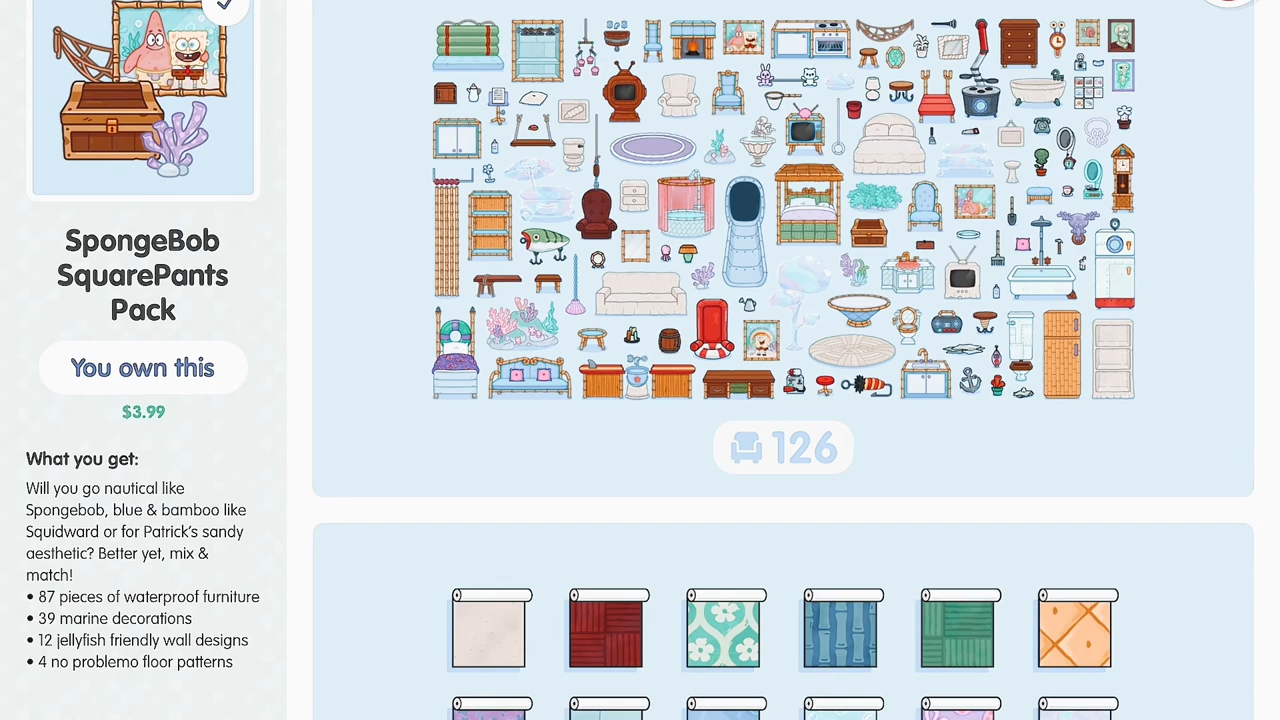 SpongeBob
SquarePants
Pack
You own this
$3.99
What you get:
Will you go nautical like
Spongebob, blue & bamboo like
Squidward or for Patrick's sandy
aesthetic? Better yet, mix &
match!
• 87 pieces of waterproof furniture
• 39 marine decorations
• 12 jellyfish friendly wall designs
• 4 no problemo floor patterns
126